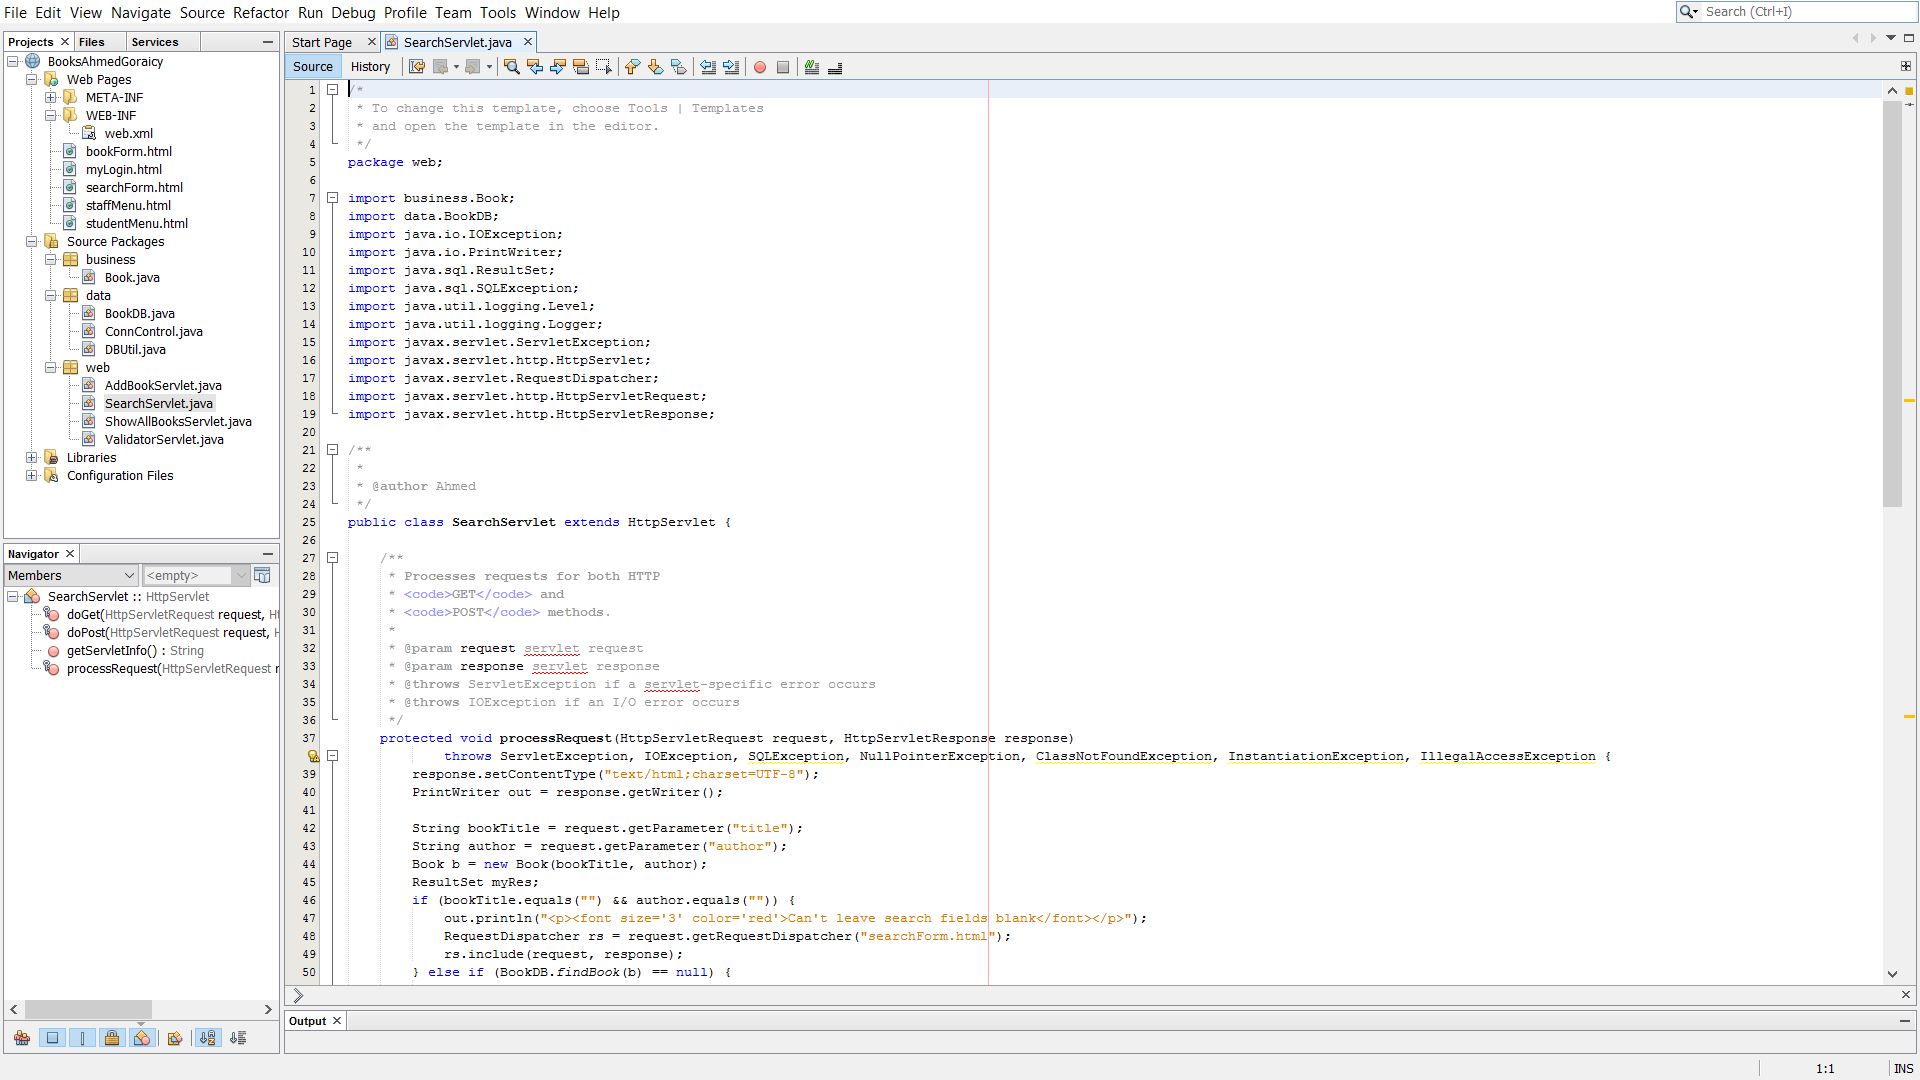 File Edit View Navigate Source Refactor Run Debug Profile Team Tools Window Help
Search (Ctrl+I)
Projects Files Services
BooksAhmedGoraicy
Web Pages
META-INF
WEB-INF
web.xml
bookForm.html
myLogin.html
searchForm.html
staffMenu.html
studentMenu.html
Source Packages
business
Book.java
data
BookDB.java
ConnControl.java
DBUtil.java
web
AddBookServlet.java
SearchServlet.java
ShowAllBooksServlet.java
ValidatorServlet.java
Libraries
Configuration Files
Navigator
Members <empty>
SearchServlet :: HttpServlet
doGet(HttpServletRequest request, Ht
doPost(HttpServletRequest request, H
getServletInfo() : String
processRequest(HttpServletRequest r
Start Page SearchServlet.java
Source History
1 /*
2 * To change this template, choose Tools | Templates
3 * and open the template in the editor.
4 */
5 package web;
6
7 import business.Book;
8 import data.BookDB;
9 import java.io.IOException;
10 import java.io.PrintWriter;
11 import java.sql.ResultSet;
12 import java.sql.SQLException;
13 import java.util.logging.Level;
14 import java.util.logging.Logger;
15 import javax.servlet.ServletException;
16 import javax.servlet.http.HttpServlet;
17 import javax.servlet.RequestDispatcher;
18 import javax.servlet.http.HttpServletRequest;
19 import javax.servlet.http.HttpServletResponse;
20
21 /**
22 *
23 * @author Ahmed
24 */
25 public class SearchServlet extends HttpServlet {
26
27 /**
28 * Processes requests for both HTTP
29 * <code>GET</code> and
30 * <code>POST</code> methods.
31 *
32 * @param request servlet request
33 * @param response servlet response
34 * @throws ServletException if a servlet-specific error occurs
35 * @throws IOException if an I/O error occurs
36 */
37 protected void processRequest(HttpServletRequest request, HttpServletResponse response)
throws ServletException, IOException, SQLException, NullPointerException, ClassNotFoundException, InstantiationException, IllegalAccessException {
39 response.setContentType("text/html;charset=UTF-8");
40 PrintWriter out = response.getWriter();
41
42 String bookTitle = request.getParameter("title");
43 String author = request.getParameter("author");
44 Book b = new Book(bookTitle, author);
45 ResultSet myRes;
46 if (bookTitle.equals("") && author.equals("")) {
47 out.println("<p><font size='3' color='red'>Can't leave search fields blank</font></p>");
48 RequestDispatcher rs = request.getRequestDispatcher("searchForm.html");
49 rs.include(request, response);
50 } else if (BookDB.findBook(b) == null) {
Output
1:1 INS